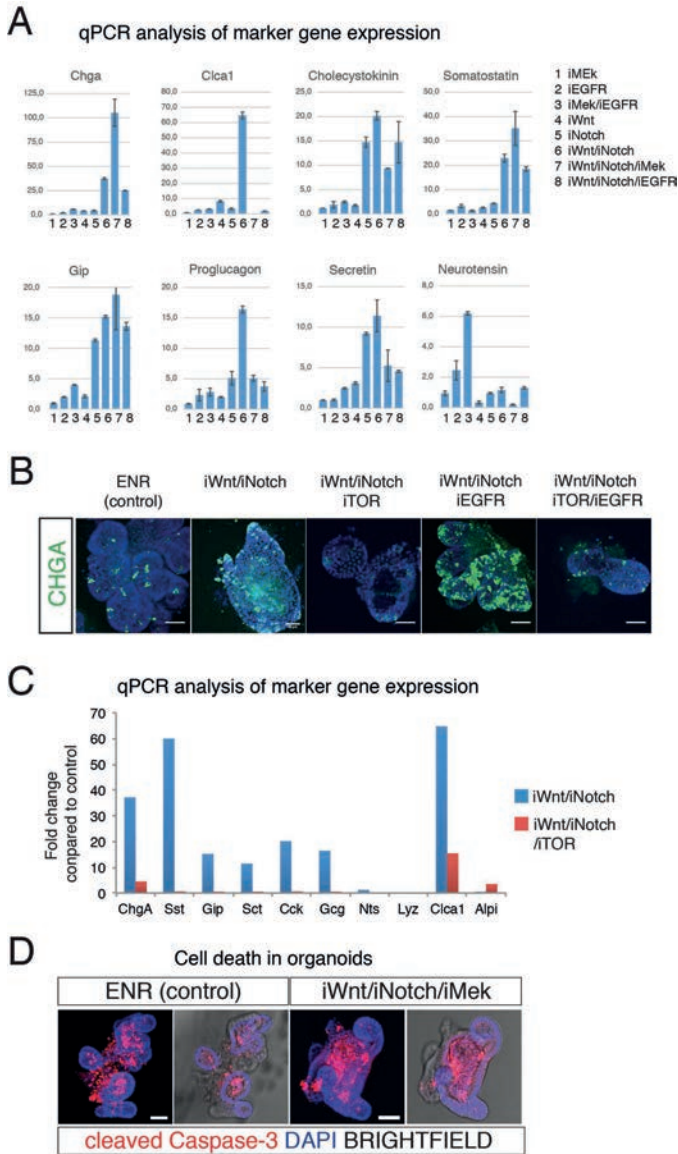 A
qPCR analysis of marker gene expression
Chga
Clca1
Cholecystokinin
Somatostatin
1 iMEk
2 iEGFR
3 iMek/iEGFR
4 iWnt
5 iNotch
6 iWnt/iNotch
7 iWnt/iNotch/iMek
8 iWnt/iNotch/iEGFR
125,0
100,0
75,0
50,0
25,0
0,0
80,0
70,0
60,0
50,0
40,0
30,0
20,0
10,0
0,0
25,0
20,0
15,0
10,0
5,0
0,0
50,0
40,0
30,0
20,0
10,0
0,0
1 2 3 4 5 6 7 8
1 2 3 4 5 6 7 8
1 2 3 4 5 6 7 8
1 2 3 4 5 6 7 8
Gip
Proglucagon
Secretin
Neurotensin
20,0
15,0
10,0
5,0
0,0
20,0
15,0
10,0
5,0
0,0
15,0
10,0
5,0
0,0
8,0
6,0
4,0
2,0
0,0
1 2 3 4 5 6 7 8
1 2 3 4 5 6 7 8
1 2 3 4 5 6 7 8
1 2 3 4 5 6 7 8
B
ENR
(control)
iWnt/iNotch
iWnt/iNotch
iTOR
iWnt/iNotch
iEGFR
iWnt/iNotch
iTOR/iEGFR
CHGA
C
qPCR analysis of marker gene expression
Fold change
conpared to control
70
60
50
40
30
20
10
0
ChgA Sst Gip Sct Cck Gcg Nts Lyz Clca1 Alpi
iWnt/iNotch
iWnt/iNotch
/iTOR
D
Cell death in organoids
ENR (control)
iWnt/iNotch/iMek
cleaved Caspase-3 DAPI BRIGHTFIELD